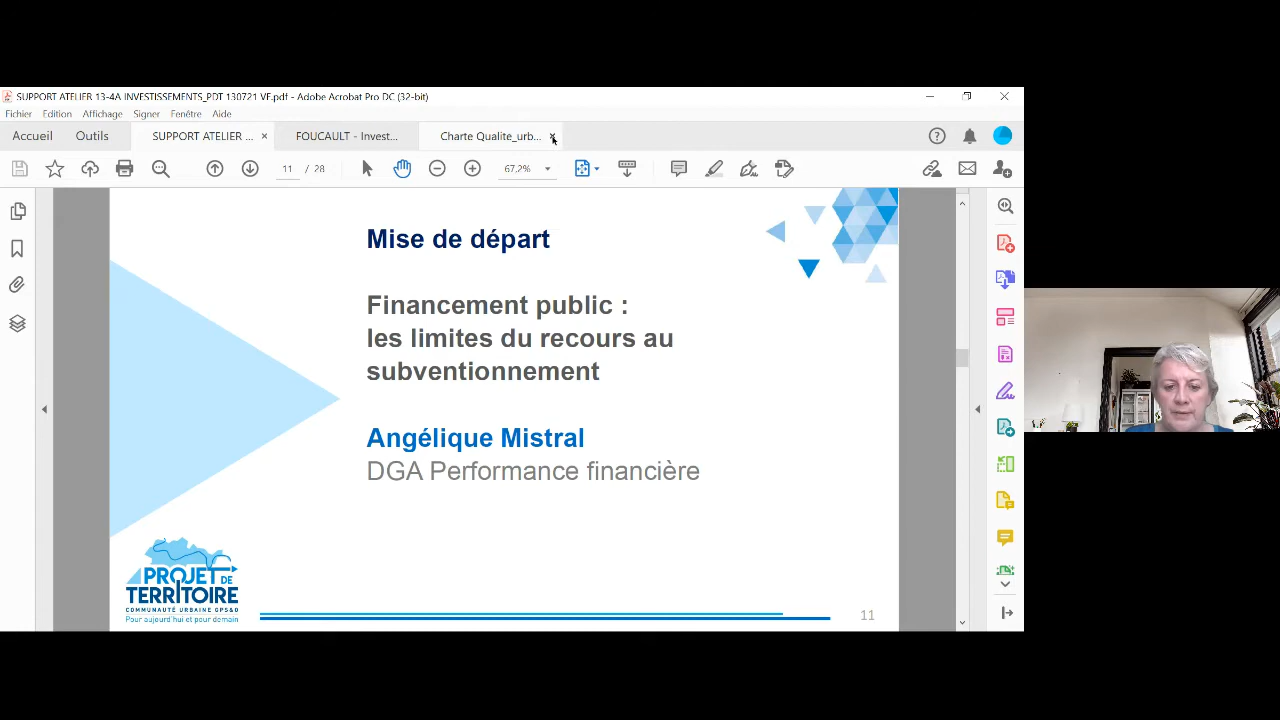 SUPPORT ATELIER 13-4A INVESTISSEMENTS_PDT 130721 VF.pdf - Adobe Acrobat Pro DC (32-bit)
Fichier Edition Affichage Signer Fenêtre Aide
Accueil Outils SUPPORT ATELIER ... × FOUCAULT - Invest... Charte Qualite_urb... ×
11 / 28 67,2%
Mise de départ
Financement public :
les limites du recours au
subventionnement
Angélique Mistral
DGA Performance financière
PROJET DE
TERRITOIRE
COMMUNAUTÉ URBAINE GPS&O
Pour aujourd'hui et pour demain
11